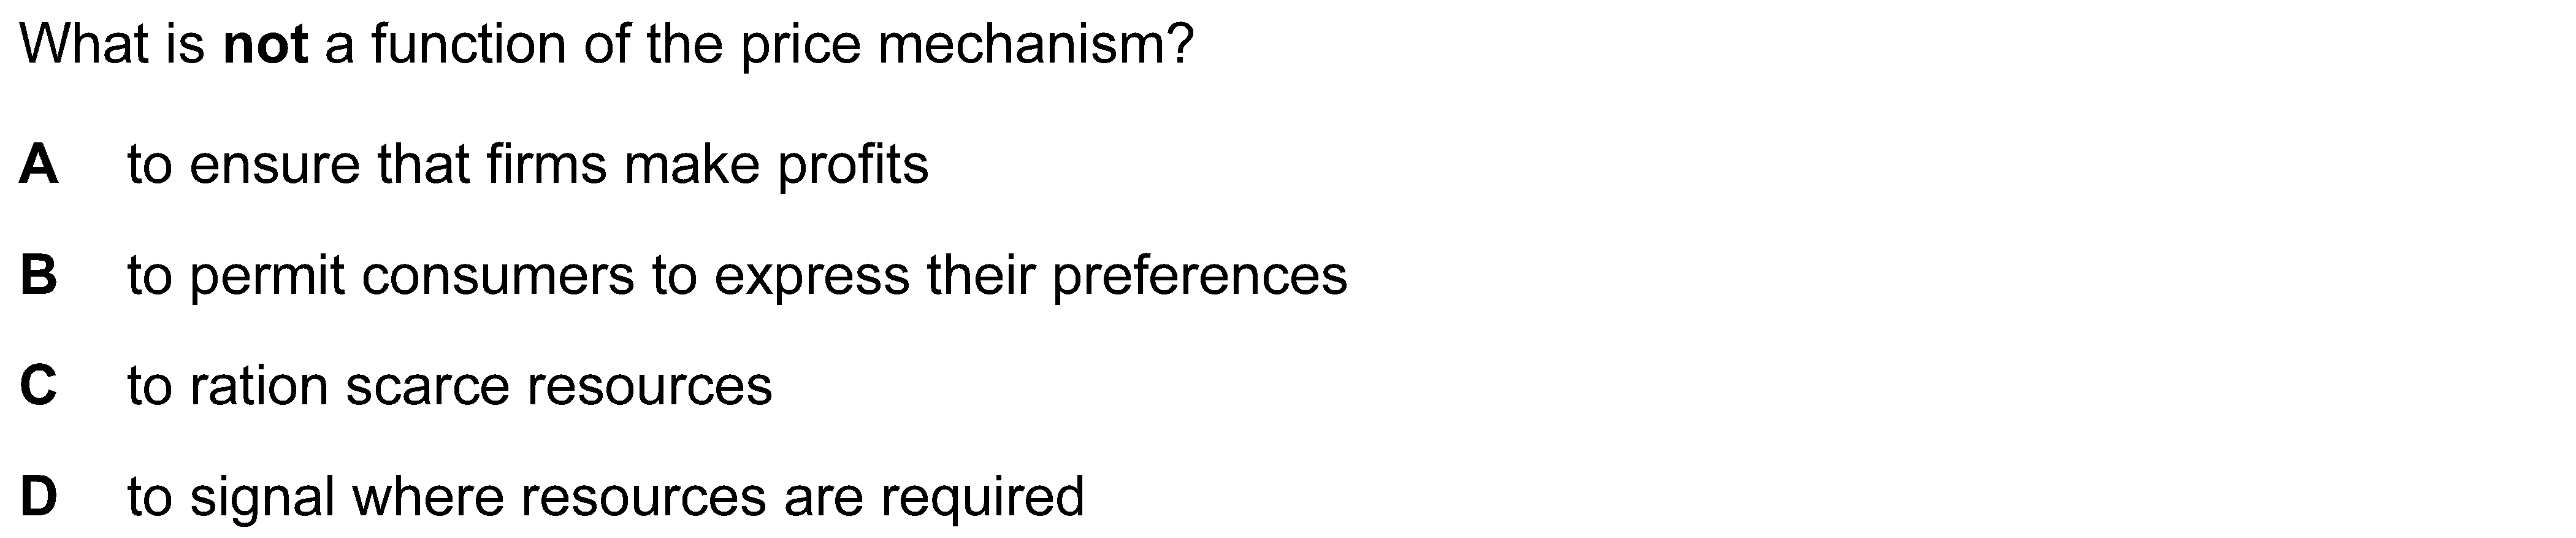 What is not a function of the price mechanism?
A to ensure that firms make profits
B to permit consumers to express their preferences
C to ration scarce resources
D to signal where resources are required